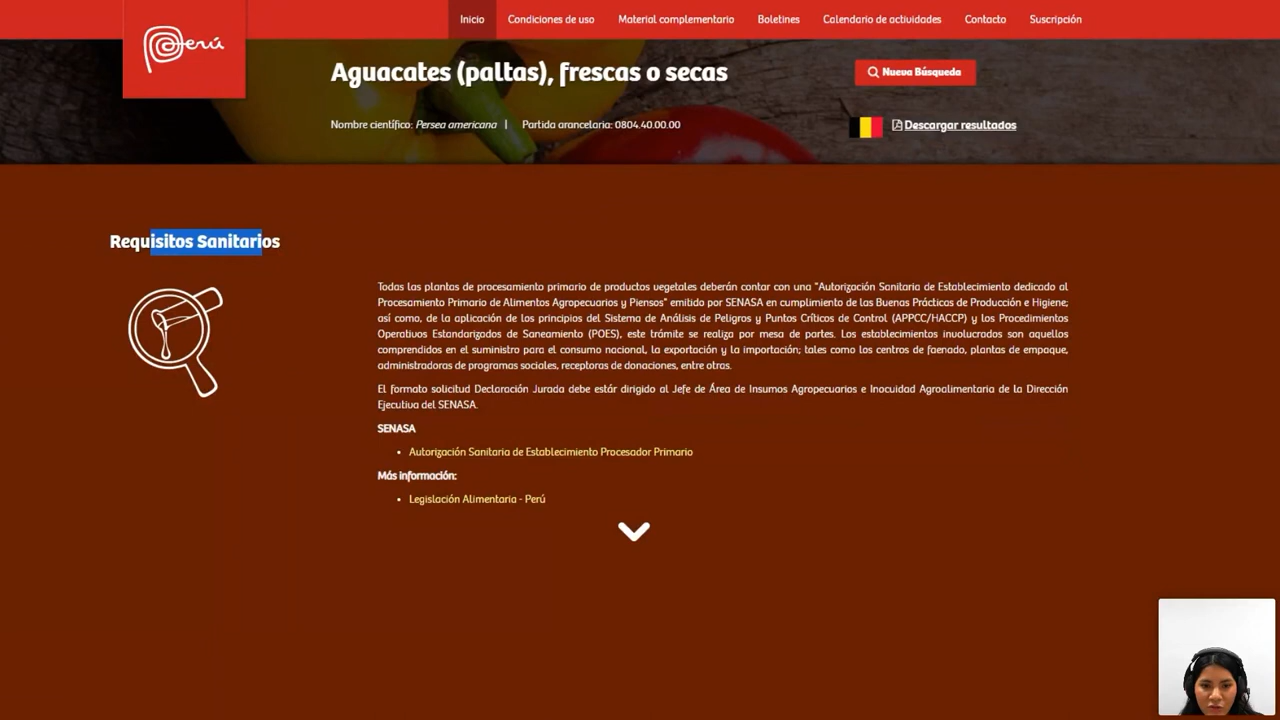 Perú
Inicio
Condiciones de uso
Material complementario
Boletines
Calendario de actividades
Contacto
Suscripción
Aguacates (paltas), frescas o secas
Nueva Búsqueda
Nombre científico: Persea americana | Partida arancelaria: 0804.40.00.00
Descargar resultados
Requisitos Sanitarios
Todas las plantas de procesamiento primario de productos vegetales deberán contar con una "Autorización Sanitaria de Establecimiento dedicado al
Procesamiento Primario de Alimentos Agropecuarios y Piensos" emitida por SENASA en cumplimiento de las Buenas Prácticas de Producción e Higiene;
así como, de la aplicación de los principios del Sistema de Análisis de Peligros y Puntos Críticos de Control (APPCC/HACCP) y los Procedimientos
Operativos Estandarizados de Saneamiento (POES), este trámite se realiza por mesa de partes. Los establecimientos involucrados son aquellos
comprendidos en el suministro para el consumo nacional, la exportación y la importación; tales como los centros de faenado, plantas de empaque,
administradoras de programas sociales, receptoras de donaciones, entre otras.
El formato solicitud Declaración Jurada debe estár dirigido al Jefe de Área de Insumos Agropecuarios e Inocuidad Agroalimentaria de la Dirección
Ejecutiva del SENASA.
SENASA
• Autorización Sanitaria de Establecimiento Procesador Primario
Más información:
• Legislación Alimentaria - Perú